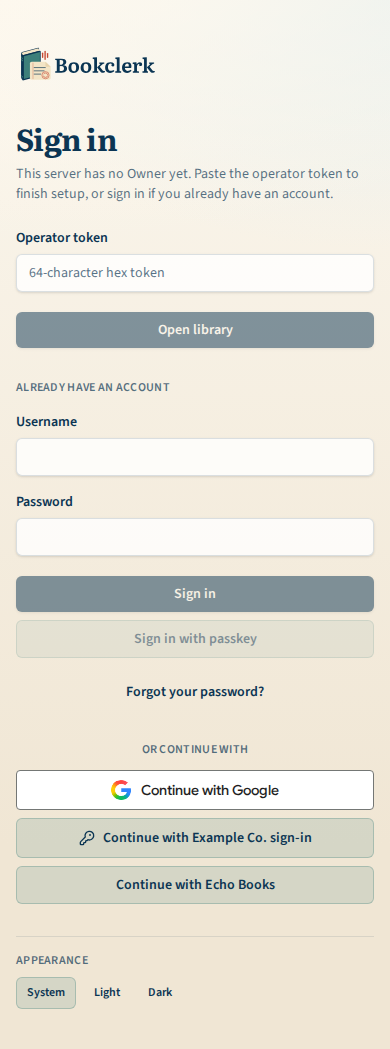 Bookclerk
Sign in
This server has no Owner yet. Paste the operator token to
finish setup, or sign in if you already have an account.
Operator token
64-character hex token
Open library
ALREADY HAVE AN ACCOUNT
Username
Password
Sign in
Sign in with passkey
Forgot your password?
OR CONTINUE WITH
Continue with Google
Continue with Example Co. sign-in
Continue with Echo Books
APPEARANCE
System Light Dark